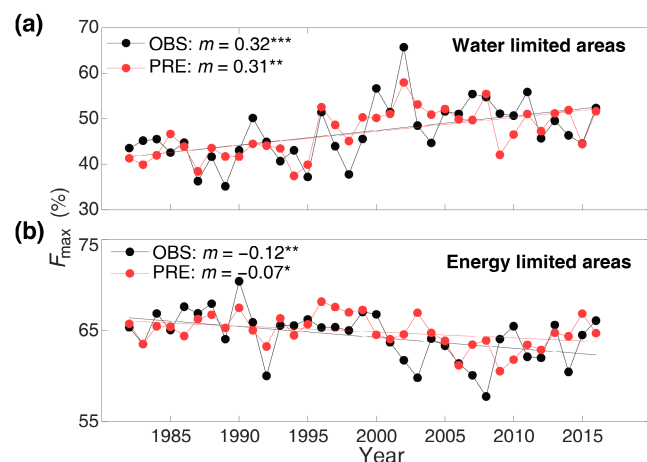 (a)
70
60
50
40
30
OBS: m = 0.32***
PRE: m = 0.31**
Water limited areas
Fmax (%)
(b)
75
65
55
OBS: m = −0.12**
PRE: m = −0.07*
Energy limited areas
1985 1990 1995 2000 2005 2010 2015
Year